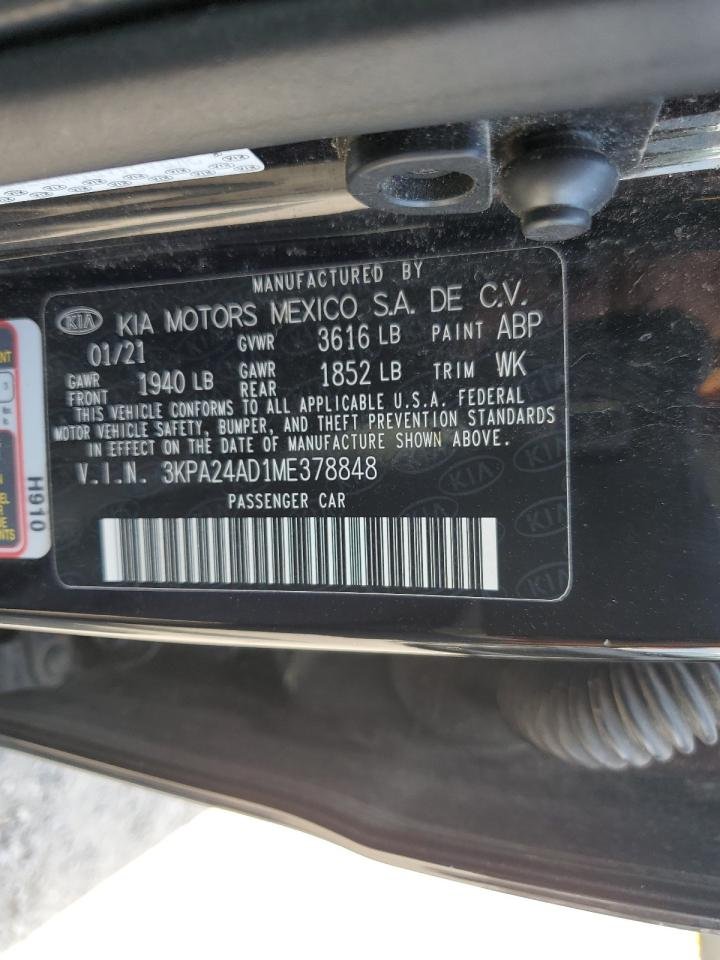 MANUFACTURED BY
KIA KIA MOTORS MEXICO S.A. DE C.V.
01/21 GVWR 3616 LB PAINT ABP
GAWR FRONT 1940 LB GAWR REAR 1852 LB TRIM WK
THIS VEHICLE CONFORMS TO ALL APPLICABLE U.S.A. FEDERAL
MOTOR VEHICLE SAFETY, BUMPER, AND THEFT PREVENTION STANDARDS
IN EFFECT ON THE DATE OF MANUFACTURE SHOWN ABOVE.
V.I.N. 3KPA24AD1ME378848
PASSENGER CAR
H910